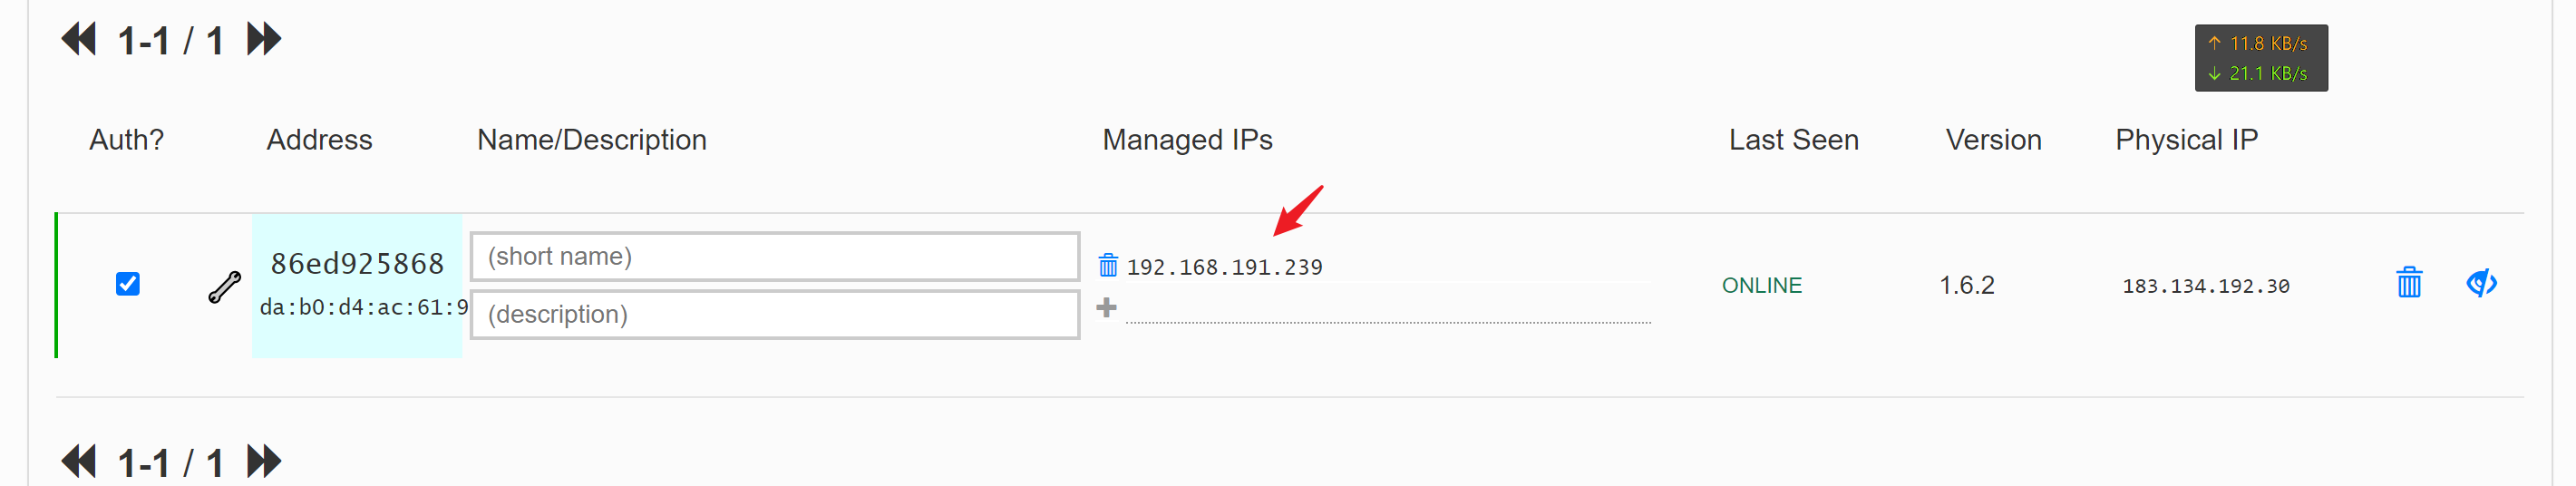 1-1 / 1
↑ 11.8 KB/s
↓ 21.1 KB/s
Auth? Address Name/Description Managed IPs Last Seen Version Physical IP
86ed925868 (short name) 192.168.191.239
ONLINE 1.6.2 183.134.192.30
da:b0:d4:ac:61:9 (description)
1-1 / 1